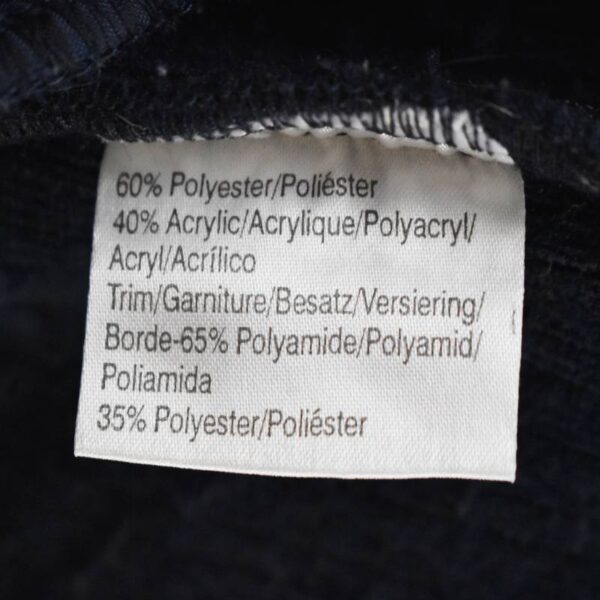 60% Polyester/Poliéster
40% Acrylic/Acrylique/Polyacryl/
Acryl/Acrílico
Trim/Garniture/Besatz/Versiering/
Borde-65% Polyamide/Polyamid/
Poliamida
35% Polyester/Poliéster